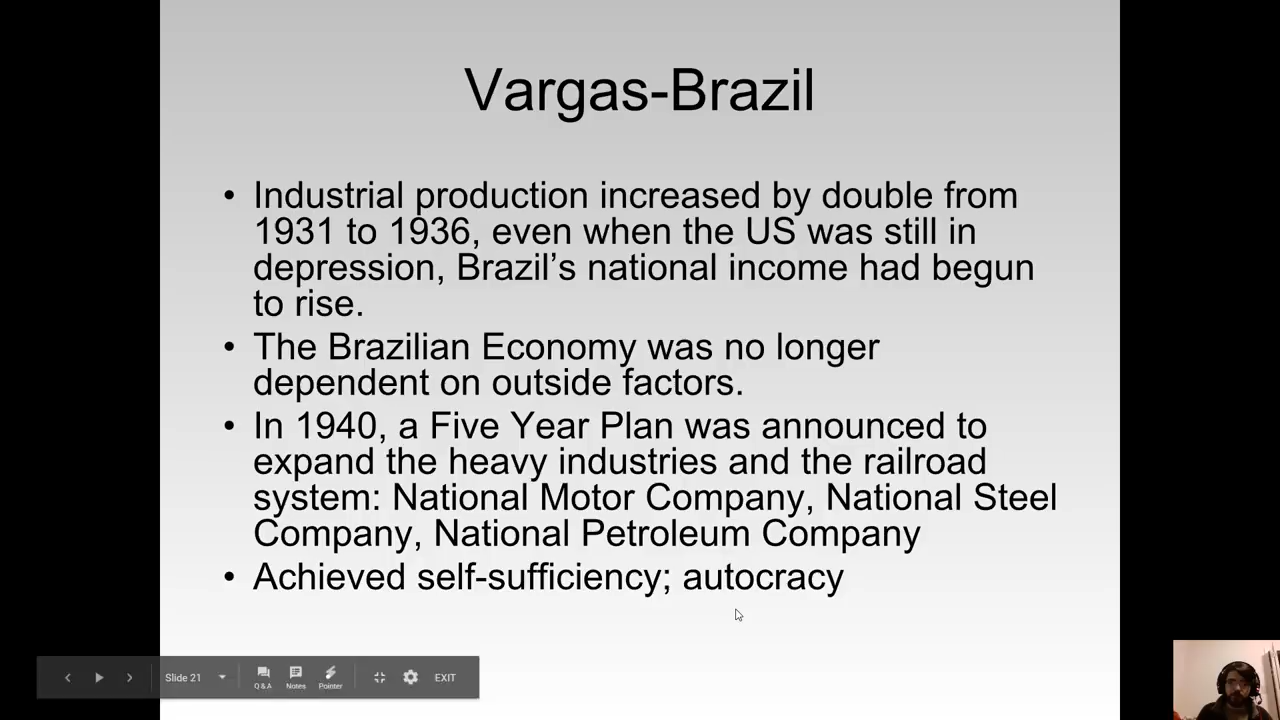 Vargas-Brazil
• Industrial production increased by double from
1931 to 1936, even when the US was still in
depression, Brazil’s national income had begun
to rise.
• The Brazilian Economy was no longer
dependent on outside factors.
• In 1940, a Five Year Plan was announced to
expand the heavy industries and the railroad
system: National Motor Company, National Steel
Company, National Petroleum Company
• Achieved self-sufficiency; autocracy
Slide 21
Q & A
Notes
Pointer
EXIT